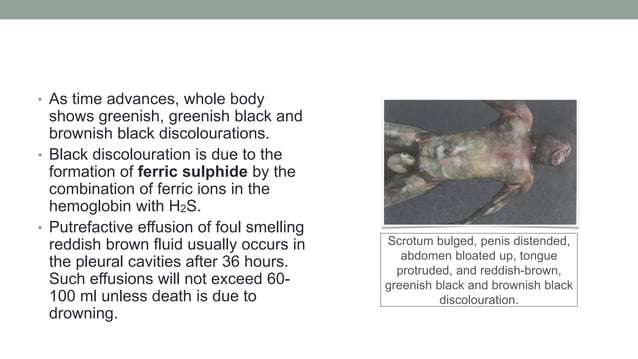 • As time advances, whole body
shows greenish, greenish black and
brownish black discolourations.
• Black discolouration is due to the
formation of ferric sulphide by the
combination of ferric ions in the
hemoglobin with H₂S.
• Putrefactive effusion of foul smelling
reddish brown fluid usually occurs in
the pleural cavities after 36 hours.
Such effusions will not exceed 60-
100 ml unless death is due to
drowning.
Scrotum bulged, penis distended,
abdomen bloated up, tongue
protruded, and reddish-brown,
greenish black and brownish black
discolouration.